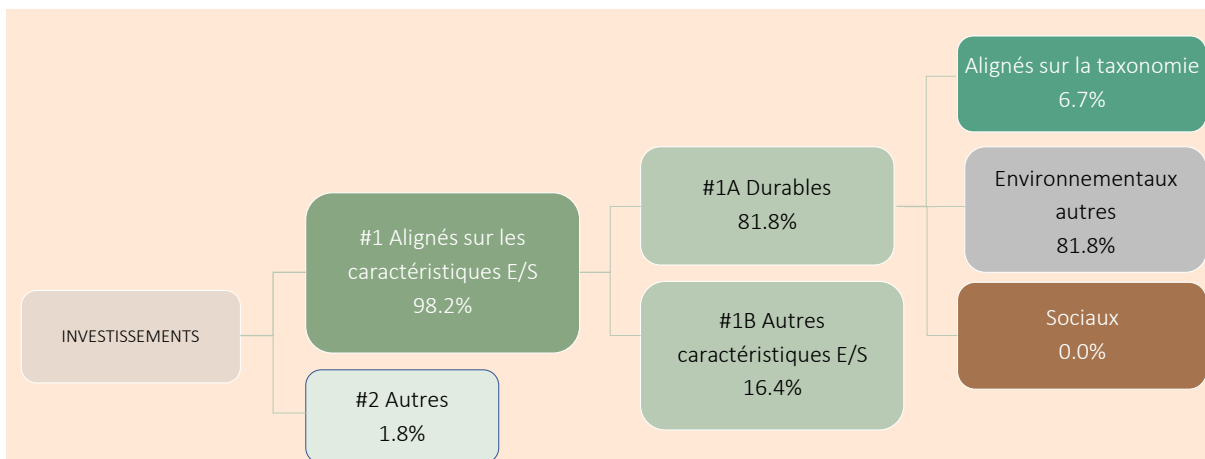 INVESTISSEMENTS
#1 Alignés sur les
caractéristiques E/S
98.2%
#2 Autres
1.8%
#1A Durables
81.8%
#1B Autres
caractéristiques E/S
16.4%
Alignés sur la taxonomie
6.7%
Environnementaux
autres
81.8%
Sociaux
0.0%